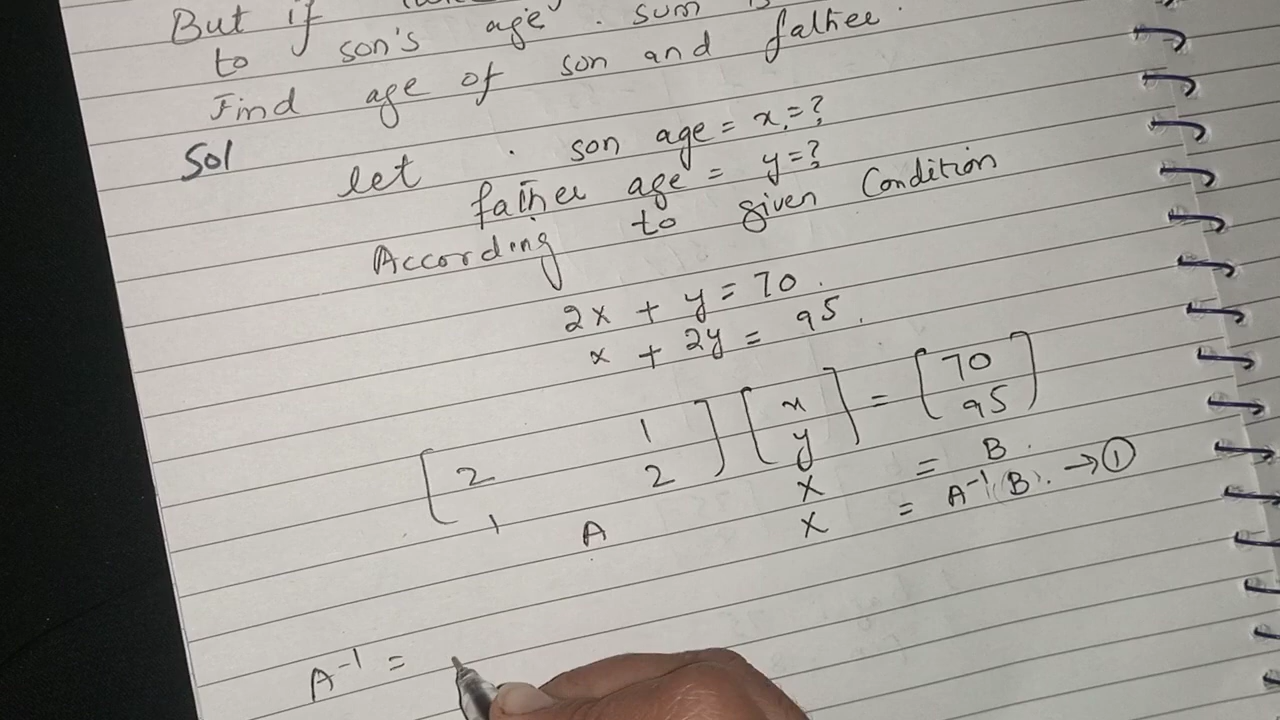 But if
to son's age. sum
Find age of son and father.
Sol let son age = x = ?
father age = y = ?
According to given Condition
2x + y = 70.
x + 2y = 95.
[2 1 1 2] [x y] = [70 95]
A X = B.
X = A⁻¹(B). → ①
A⁻¹ =